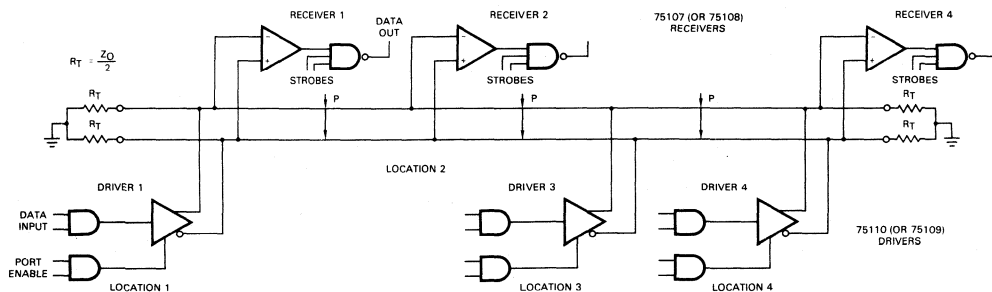 RECEIVER 1
DATA
OUT
RECEIVER 2
75107 (OR 75108)
RECEIVERS
RECEIVER 4
R_T = Z_O / 2
STROBES
STROBES
STROBES
R_T
P
P
P
R_T
R_T
R_T
LOCATION 2
DRIVER 1
DRIVER 3
DRIVER 4
DATA
INPUT
75110 (OR 75109)
DRIVERS
PORT
ENABLE
LOCATION 1
LOCATION 3
LOCATION 4